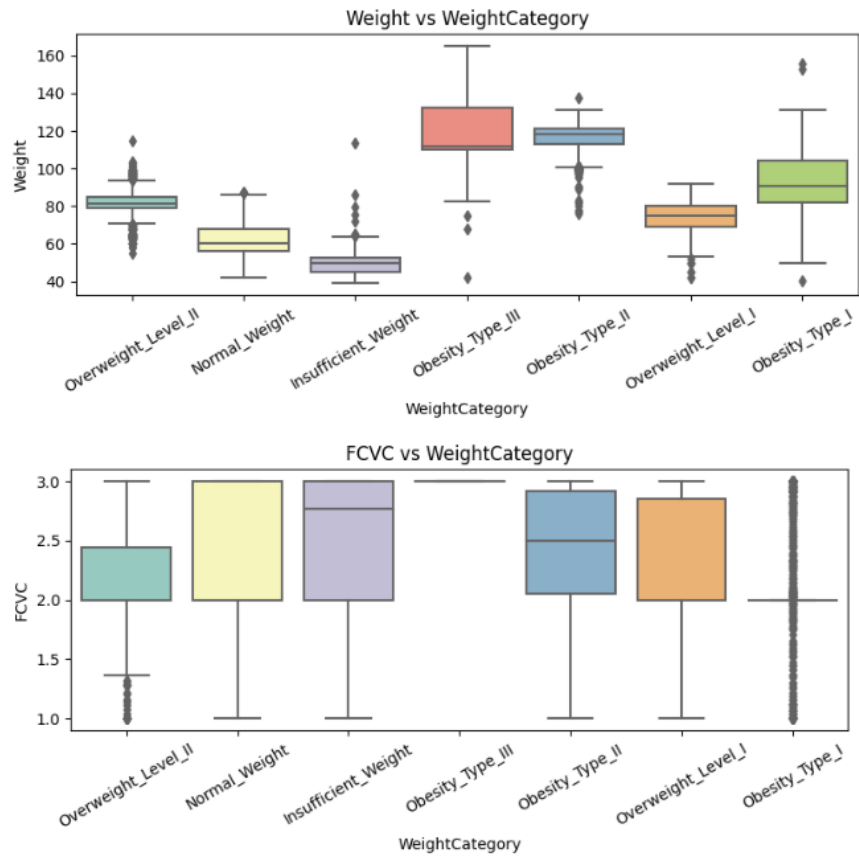 Weight vs WeightCategory
160
140
120
100
80
60
40
Weight
Overweight_Level_II
Normal_Weight
Insufficient_Weight
Obesity_Type_III
Obesity_Type_II
Overweight_Level_I
Obesity_Type_I
WeightCategory
FCVC vs WeightCategory
3.0
2.5
2.0
1.5
1.0
FCVC
Overweight_Level_II
Normal_Weight
Insufficient_Weight
Obesity_Type_III
Obesity_Type_II
Overweight_Level_I
Obesity_Type_I
WeightCategory